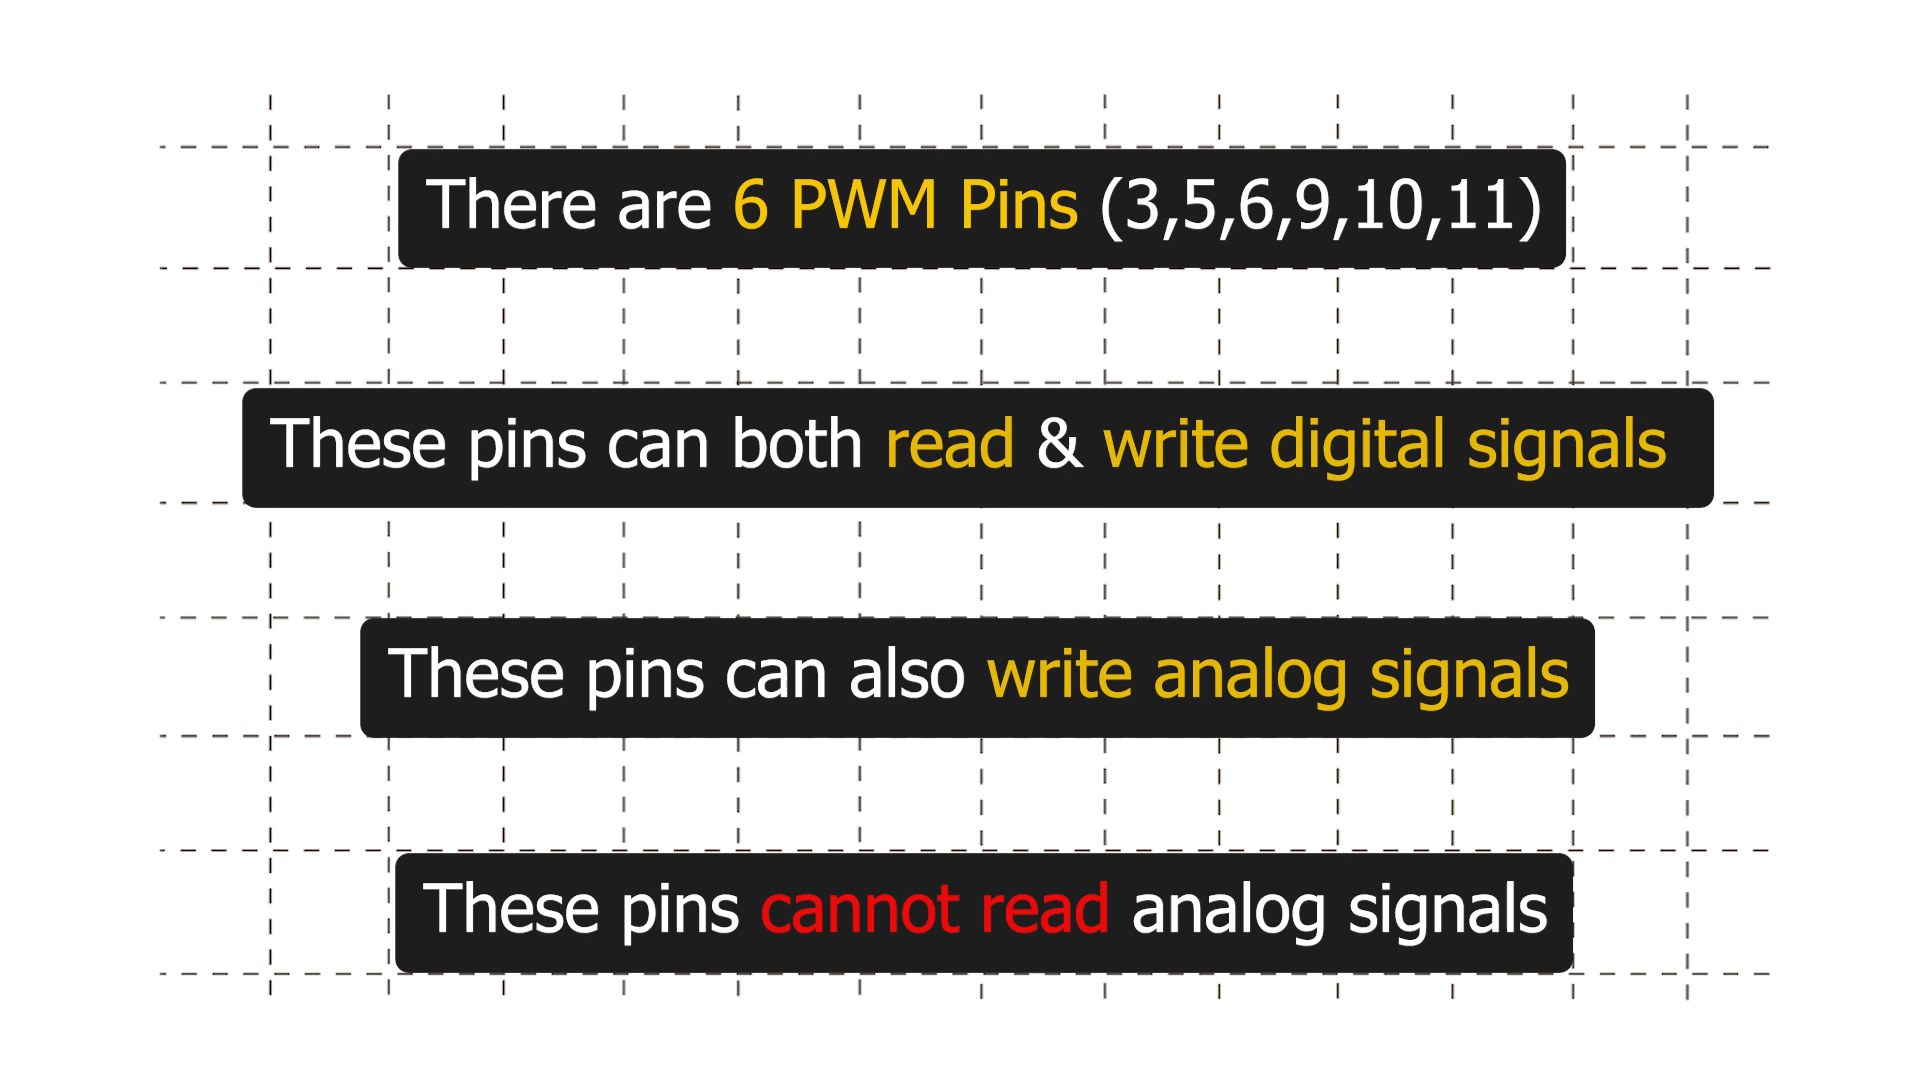 There are 6 PWM Pins (3,5,6,9,10,11)
These pins can both read & write digital signals
These pins can also write analog signals
These pins cannot read analog signals